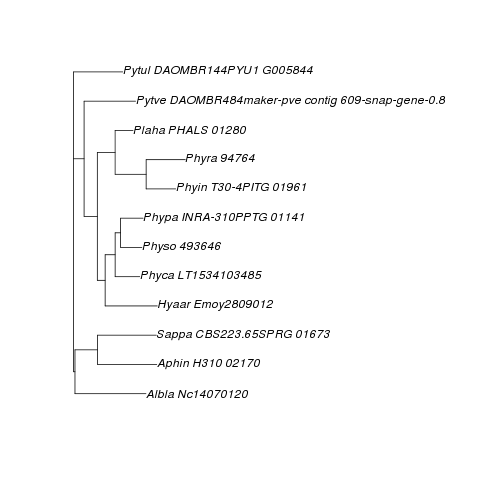 Pytul DAOMBR144PYU1 G005844
Pytve DAOMBR484maker-pve contig 609-snap-gene-0.8
Plaha PHALS 01280
Phyra 94764
Phyin T30-4PITG 01961
Phypa INRA-310PPTG 01141
Physo 493646
Phyca LT1534103485
Hyaar Emoy2809012
Sappa CBS223.65SPRG 01673
Aphin H310 02170
Albla Nc14070120